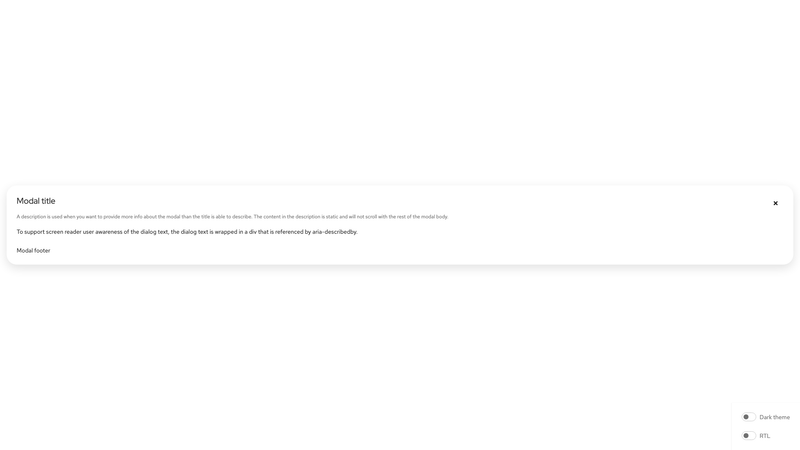 Modal title
A description is used when you want to provide more info about the modal than the title is able to describe. The content in the description is static and will not scroll with the rest of the modal body.
To support screen reader user awareness of the dialog text, the dialog text is wrapped in a div that is referenced by aria-describedby.
Modal footer
Dark theme
RTL